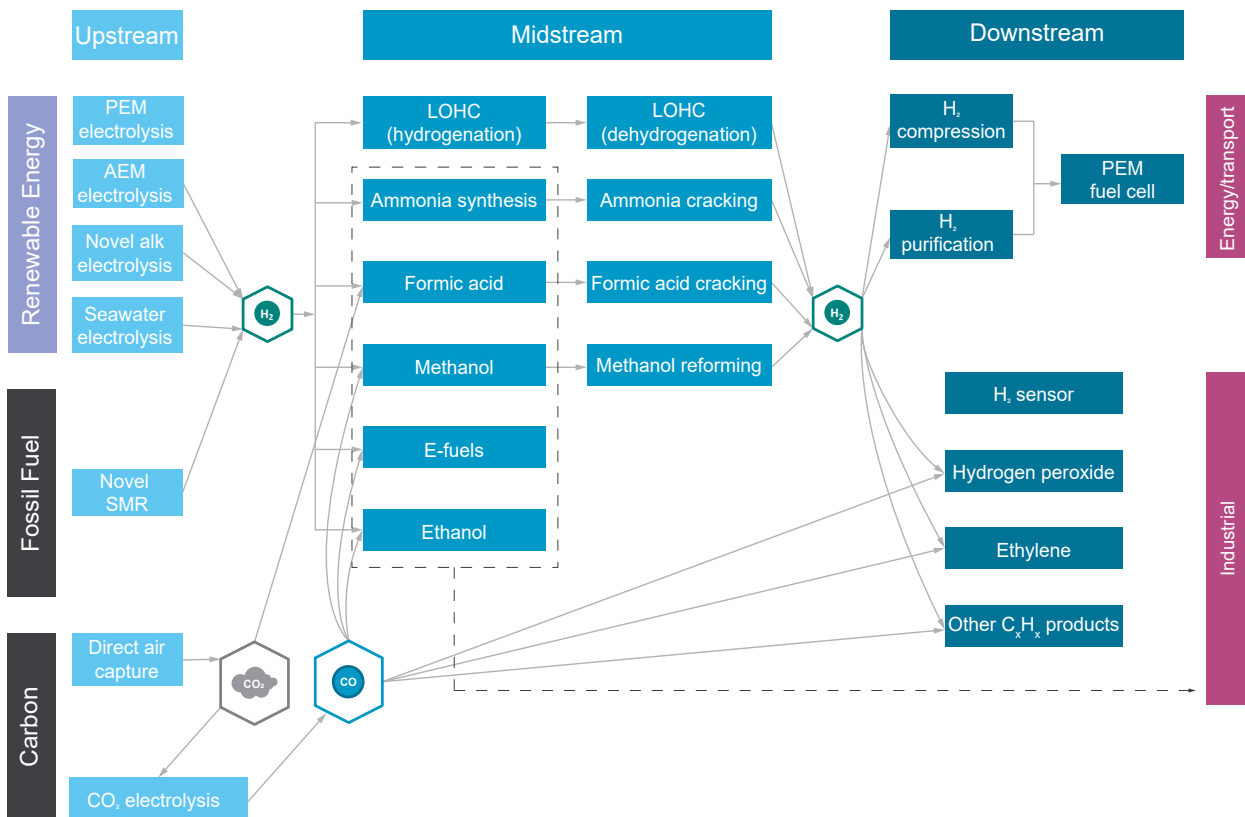 Upstream
Midstream
Downstream
Renewable Energy
Fossil Fuel
Carbon
PEM
electrolysis
AEM
electrolysis
Novel alk
electrolysis
Seawater
electrolysis
Novel
SMR
Direct air
capture
CO₂ electrolysis
H₂
CO₂
CO
LOHC
(hydrogenation)
Ammonia synthesis
Formic acid
Methanol
E-fuels
Ethanol
LOHC
(dehydrogenation)
Ammonia cracking
Formic acid cracking
Methanol reforming
H₂
H₂
compression
H₂
purification
PEM
fuel cell
H₂ sensor
Hydrogen peroxide
Ethylene
Other CₓHₓ products
Energy/transport
Industrial